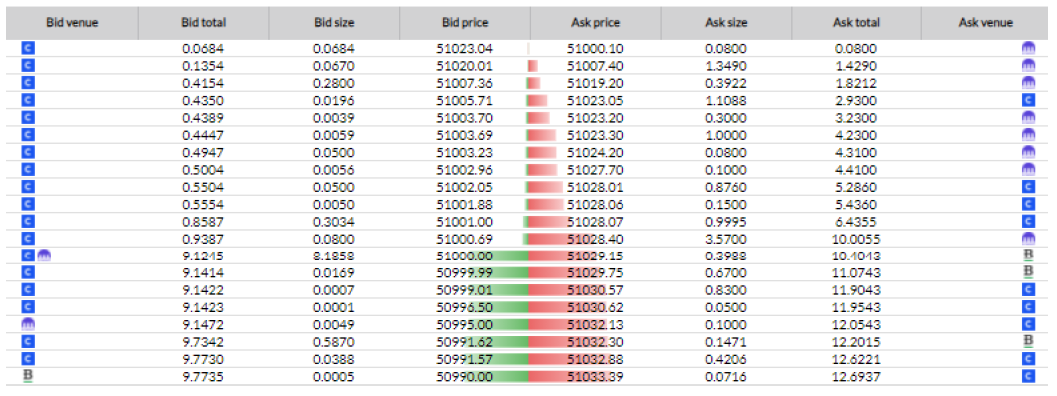 Bid venue Bid total Bid size Bid price Ask price Ask size Ask total Ask venue
C 0.0684 0.0684 51023.04 51000.10 0.0800 0.0800
C 0.1354 0.0670 51020.01 51007.40 1.3490 1.4290
C 0.4154 0.2800 51007.36 51019.20 0.3922 1.8212
C 0.4350 0.0196 51005.71 51023.05 1.1088 2.9300 C
C 0.4389 0.0039 51003.70 51023.20 0.3000 3.2300
C 0.4447 0.0059 51003.69 51023.30 1.0000 4.2300
C 0.4947 0.0500 51003.23 51024.20 0.0800 4.3100
C 0.5004 0.0056 51002.96 51027.70 0.1000 4.4100
C 0.5504 0.0500 51002.05 51028.01 0.8760 5.2860 C
C 0.5554 0.0050 51001.88 51028.06 0.1500 5.4360 C
C 0.8587 0.3034 51001.00 51028.07 0.9995 6.4355 C
C 0.9387 0.0800 51000.69 51028.40 3.5700 10.0055
C 9.1245 8.1858 51000.00 51029.15 0.3988 10.4043 B
C 9.1414 0.0169 50999.99 51029.75 0.6700 11.0743 B
C 9.1422 0.0007 50999.01 51030.57 0.8300 11.9043 C
C 9.1423 0.0001 50996.50 51030.62 0.0500 11.9543 C
9.1472 0.0049 50995.00 51032.13 0.1000 12.0543 C
C 9.7342 0.5870 50991.62 51032.30 0.1471 12.2015 B
C 9.7730 0.0388 50991.57 51032.88 0.4206 12.6221 C
B 9.7735 0.0005 50990.00 51033.39 0.0716 12.6937 C